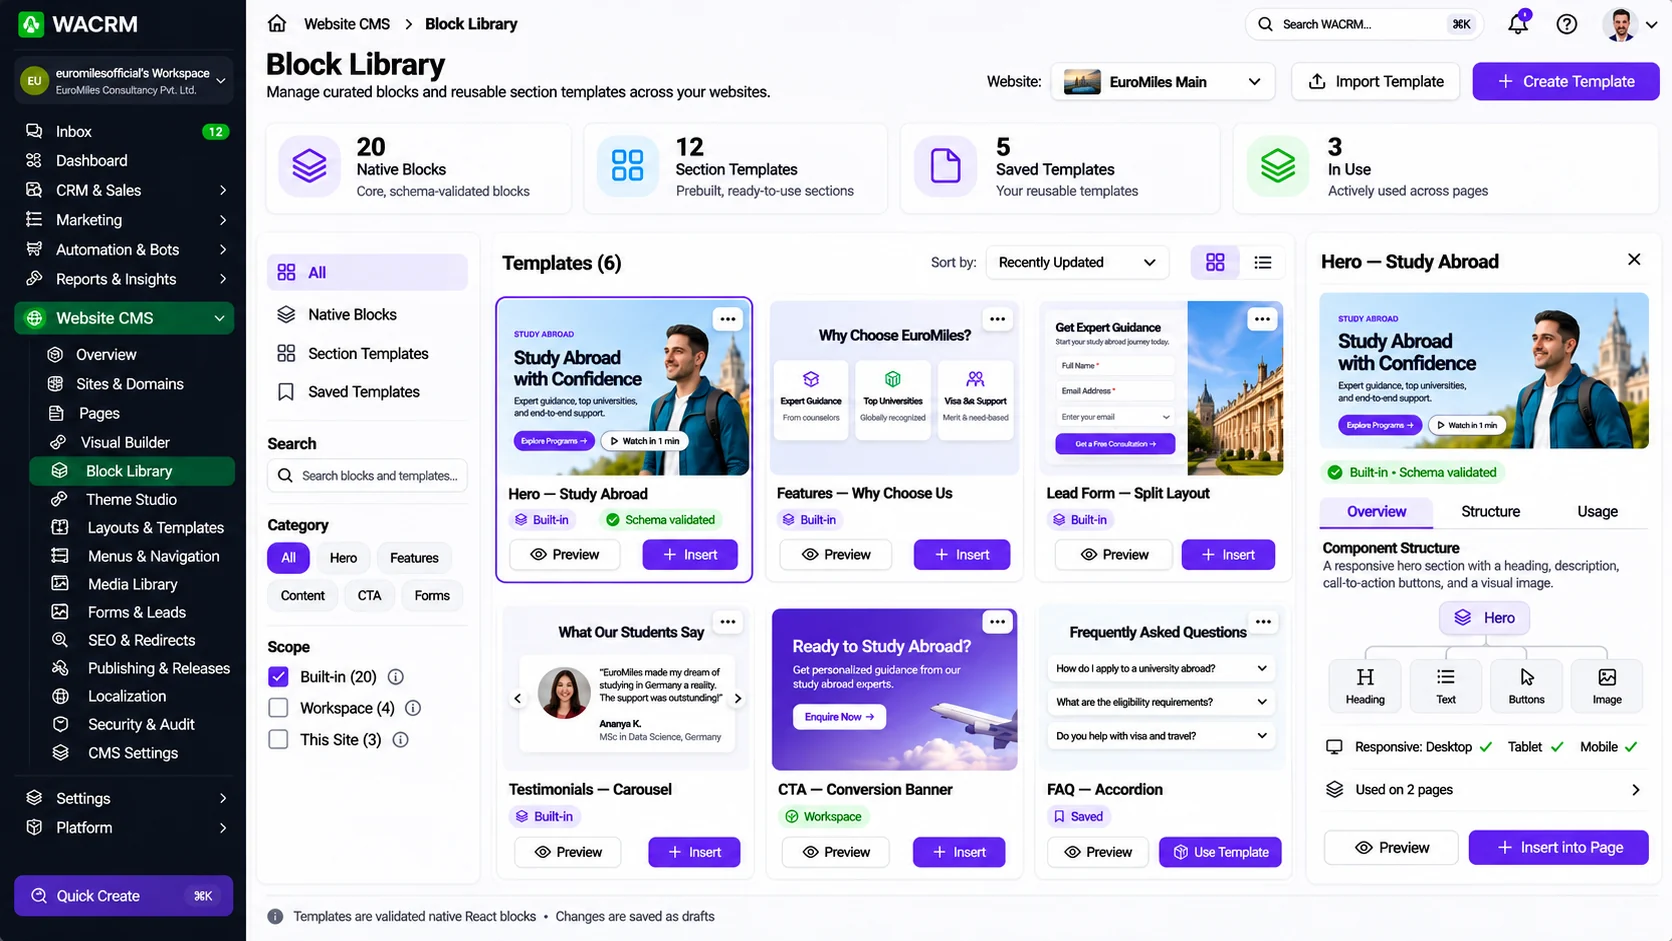 WACRM
EU
euromilesofficial's Workspace
EuroMiles Consultancy Pvt. Ltd.
Inbox
12
Dashboard
CRM & Sales
Marketing
Automation & Bots
Reports & Insights
Website CMS
Overview
Sites & Domains
Pages
Visual Builder
Block Library
Theme Studio
Layouts & Templates
Menus & Navigation
Media Library
Forms & Leads
SEO & Redirects
Publishing & Releases
Localization
Security & Audit
CMS Settings
Settings
Platform
Quick Create
⌘K
Website CMS > Block Library
Search WACRM...
⌘K
Block Library
Manage curated blocks and reusable section templates across your websites.
Website:
EuroMiles Main
Import Template
+ Create Template
20
Native Blocks
Core, schema-validated blocks
12
Section Templates
Prebuilt, ready-to-use sections
5
Saved Templates
Your reusable templates
3
In Use
Actively used across pages
All
Native Blocks
Section Templates
Saved Templates
Search
Search blocks and templates...
Category
All
Hero
Features
Content
CTA
Forms
Scope
Built-in (20)
Workspace (4)
This Site (3)
Templates (6)
Sort by:
Recently Updated
STUDY ABROAD
Study Abroad
with Confidence
Expert guidance, top universities,
and end-to-end support.
Explore Programs →
Watch in 1 min
Hero — Study Abroad
Built-in
Schema validated
Preview
+ Insert
Why Choose EuroMiles?
Expert Guidance
From counselors
Top Universities
Globally recognized
Visa && Support
Merit & need-based
Features — Why Choose Us
Built-in
Preview
+ Insert
Get Expert Guidance
Start your study abroad journey today.
Full Name *
Email Address *
Enter your email
Get a Free Consultation →
Lead Form — Split Layout
Built-in
Preview
+ Insert
What Our Students Say
"EuroMiles made my dream of
studying in Germany a reality.
The support was outstanding!"
Ananya K.
MSc in Data Science, Germany
Testimonials — Carousel
Built-in
Preview
+ Insert
Ready to Study Abroad?
Get personalized guidance from our
study abroad experts.
Enquire Now →
CTA — Conversion Banner
Workspace
Preview
+ Insert
Frequently Asked Questions
How do I apply to a university abroad?
What are the eligibility requirements?
Do you help with visa and travel?
FAQ — Accordion
Saved
Preview
Use Template
Hero — Study Abroad
STUDY ABROAD
Study Abroad
with Confidence
Expert guidance, top universities,
and end-to-end support.
Explore Programs →
Watch in 1 min
Built-in • Schema validated
Overview
Structure
Usage
Component Structure
A responsive hero section with a heading, description,
call-to-action buttons, and a visual image.
Hero
H
Heading
Text
Buttons
Image
Responsive: Desktop ✓ Tablet ✓ Mobile ✓
Used on 2 pages
Preview
+ Insert into Page
Templates are validated native React blocks • Changes are saved as drafts